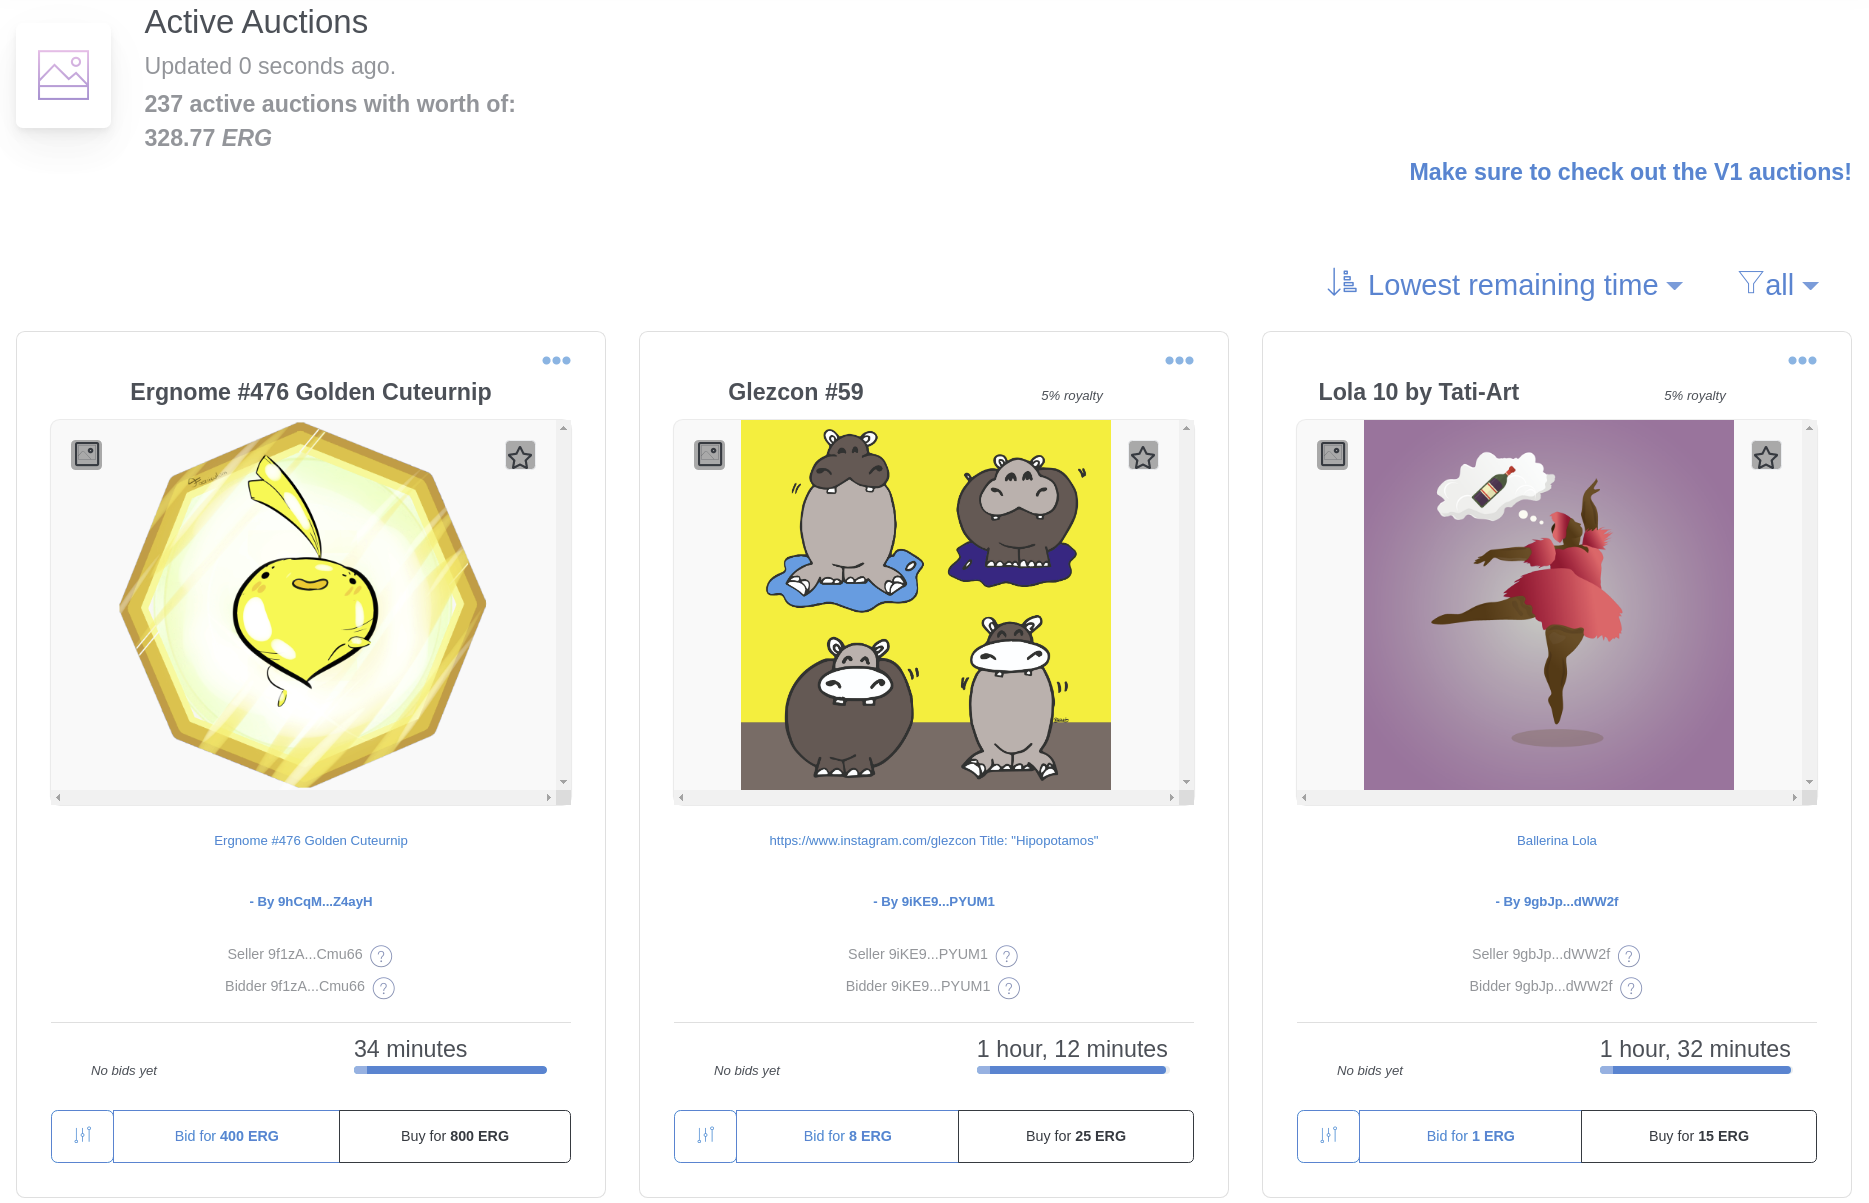 Active Auctions
Updated 0 seconds ago.
237 active auctions with worth of:
328.77 ERG
Make sure to check out the V1 auctions!
Lowest remaining time
all
Ergnome #476 Golden Cuteurnip
Ergnome #476 Golden Cuteurnip
- By 9hCqM...Z4ayH
Seller 9f1zA...Cmu66 ?
Bidder 9f1zA...Cmu66 ?
No bids yet
34 minutes
Bid for 400 ERG
Buy for 800 ERG
Glezcon #59
5% royalty
https://www.instagram.com/glezcon Title: "Hipopotamos"
- By 9iKE9...PYUM1
Seller 9iKE9...PYUM1 ?
Bidder 9iKE9...PYUM1 ?
No bids yet
1 hour, 12 minutes
Bid for 8 ERG
Buy for 25 ERG
Lola 10 by Tati-Art
5% royalty
Ballerina Lola
- By 9gbJp...dWW2f
Seller 9gbJp...dWW2f ?
Bidder 9gbJp...dWW2f ?
No bids yet
1 hour, 32 minutes
Bid for 1 ERG
Buy for 15 ERG